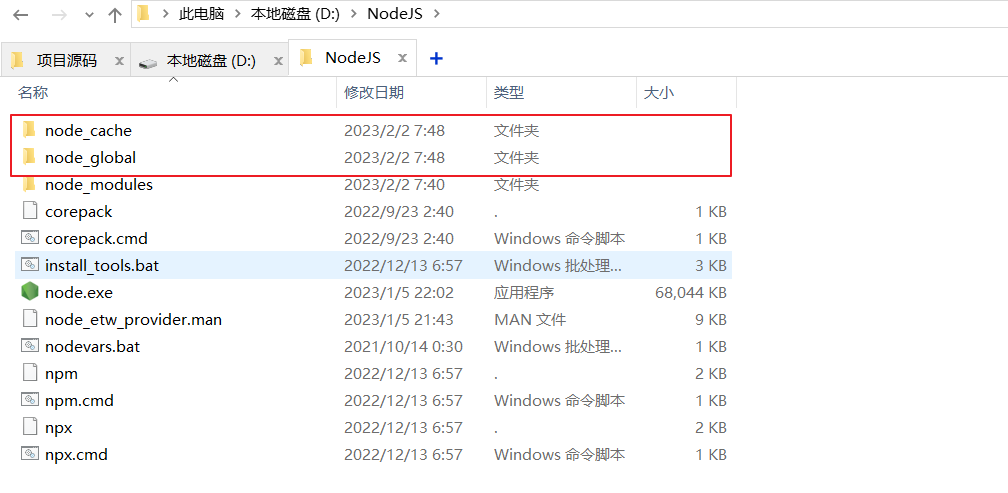 此电脑 > 本地磁盘 (D:) > NodeJS >
项目源码 x 本地磁盘 (D:) x NodeJS x +
名称 修改日期 类型 大小
node_cache 2023/2/2 7:48 文件夹
node_global 2023/2/2 7:48 文件夹
node_modules 2023/2/2 7:40 文件夹
corepack 2022/9/23 2:40 . 1 KB
corepack.cmd 2022/9/23 2:40 Windows 命令脚本 1 KB
install_tools.bat 2022/12/13 6:57 Windows 批处理... 3 KB
node.exe 2023/1/5 22:02 应用程序 68,044 KB
node_etw_provider.man 2023/1/5 21:43 MAN 文件 9 KB
nodevars.bat 2021/10/14 0:30 Windows 批处理... 1 KB
npm 2022/12/13 6:57 . 2 KB
npm.cmd 2022/12/13 6:57 Windows 命令脚本 1 KB
npx 2022/12/13 6:57 . 2 KB
npx.cmd 2022/12/13 6:57 Windows 命令脚本 1 KB